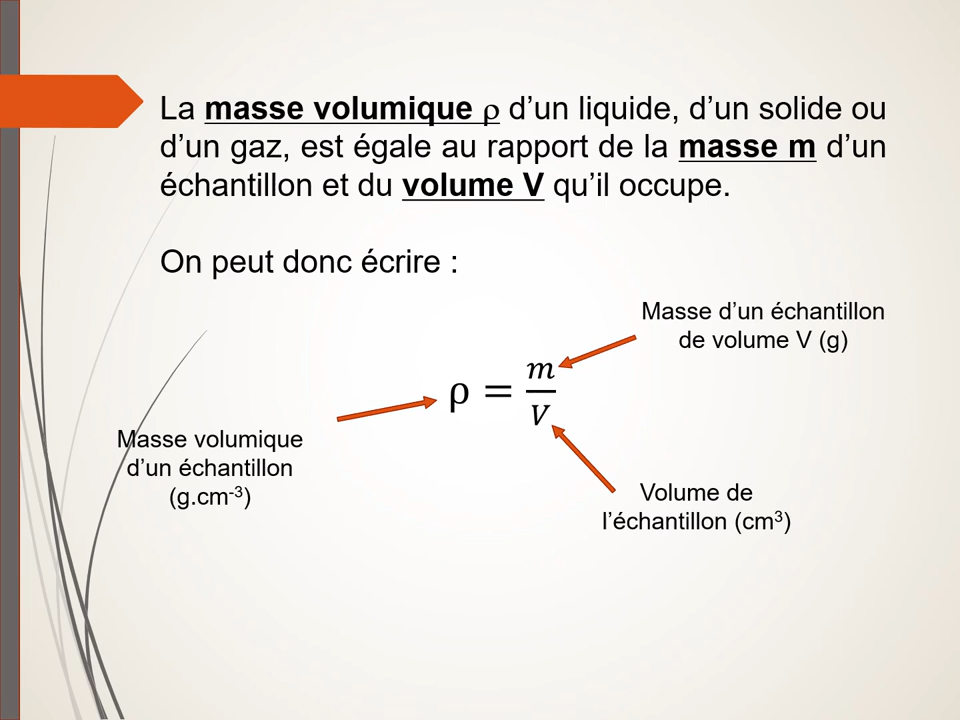 La masse volumique ρ d’un liquide, d’un solide ou
d’un gaz, est égale au rapport de la masse m d’un
échantillon et du volume V qu’il occupe.
On peut donc écrire :
Masse d’un échantillon
de volume V (g)
ρ = m/V
Masse volumique
d’un échantillon
(g.cm⁻³)
Volume de
l’échantillon (cm³)